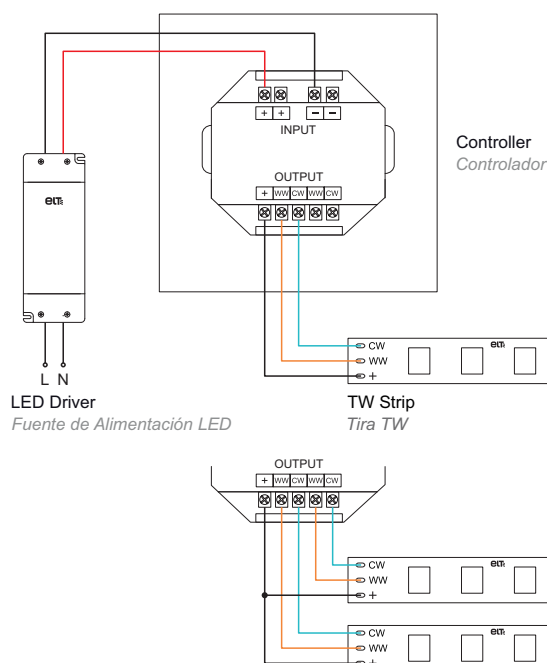 + + − −
INPUT
Controller
Controlador
OUTPUT
+ WW CW WW CW
eLT
CW
WW
+
eLT
L N
LED Driver
Fuente de Alimentación LED
TW Strip
Tira TW
OUTPUT
+ WW CW WW CW
CW
WW
+
eLT
CW
WW
+
eLT